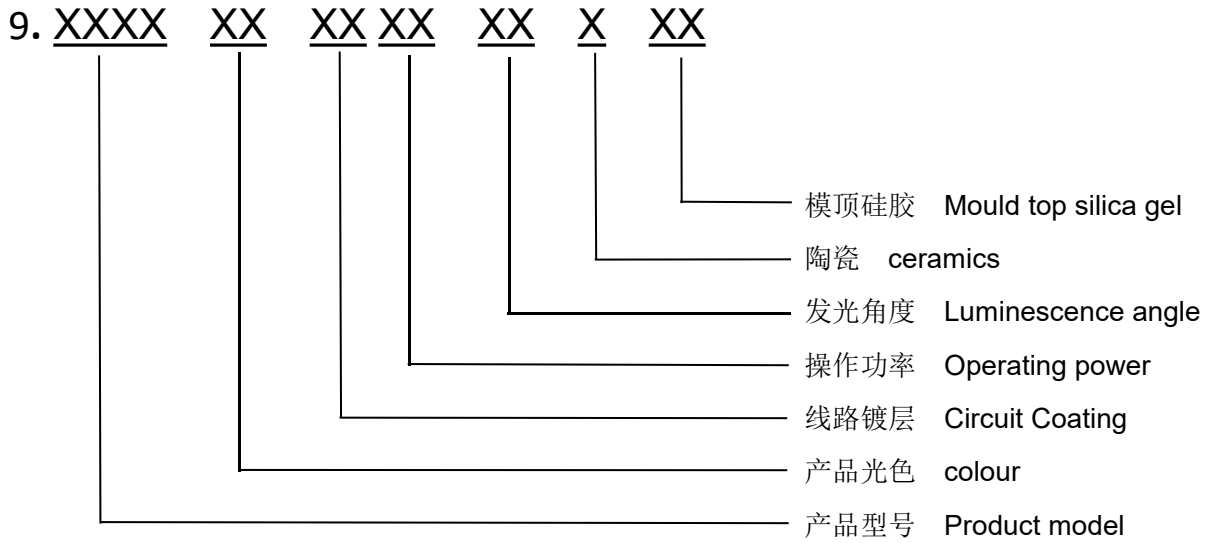 9. XXXX XX XX XX XX X XX
模顶硅胶 Mould top silica gel
陶瓷 ceramics
发光角度 Luminescence angle
操作功率 Operating power
线路镀层 Circuit Coating
产品光色 colour
产品型号 Product model